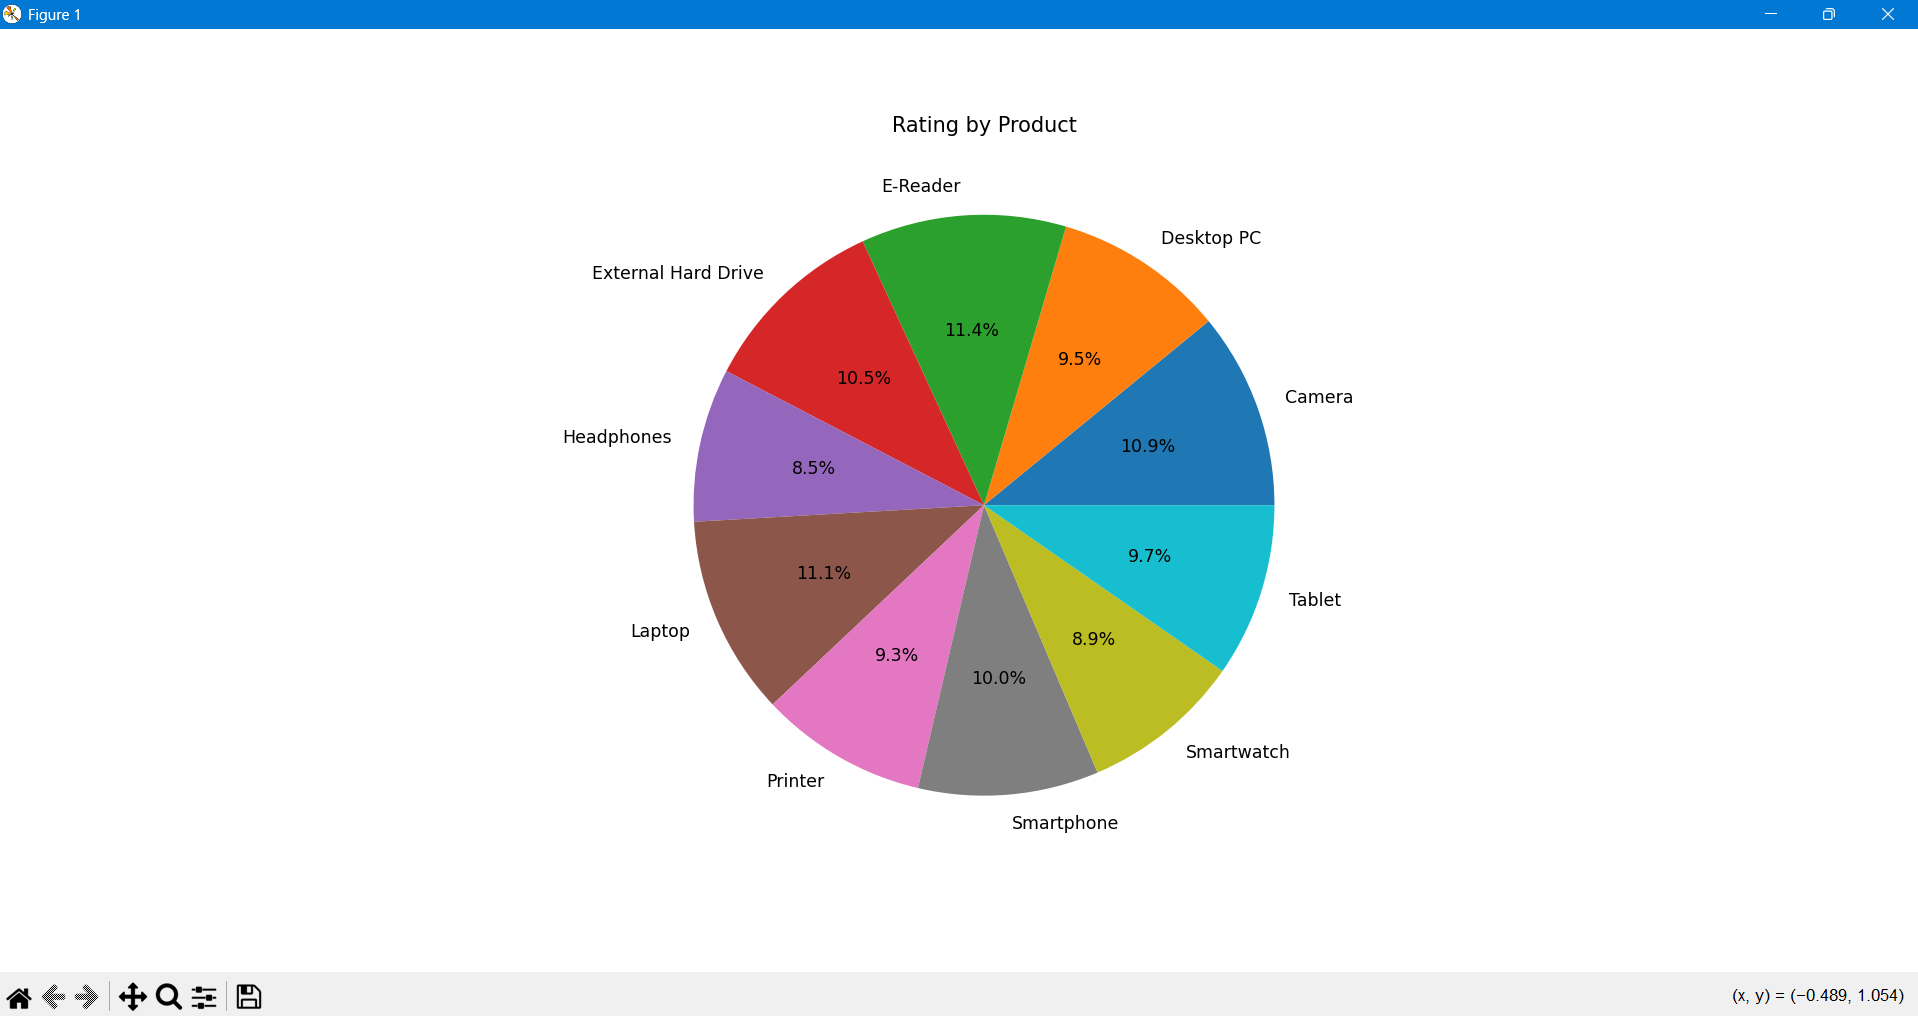 Figure 1
Rating by Product
E-Reader
Desktop PC
External Hard Drive
11.4%
9.5%
10.5%
Camera
Headphones
10.9%
8.5%
9.7%
11.1%
Tablet
Laptop
8.9%
9.3%
10.0%
Smartwatch
Printer
Smartphone
(x, y) = (−0.489, 1.054)